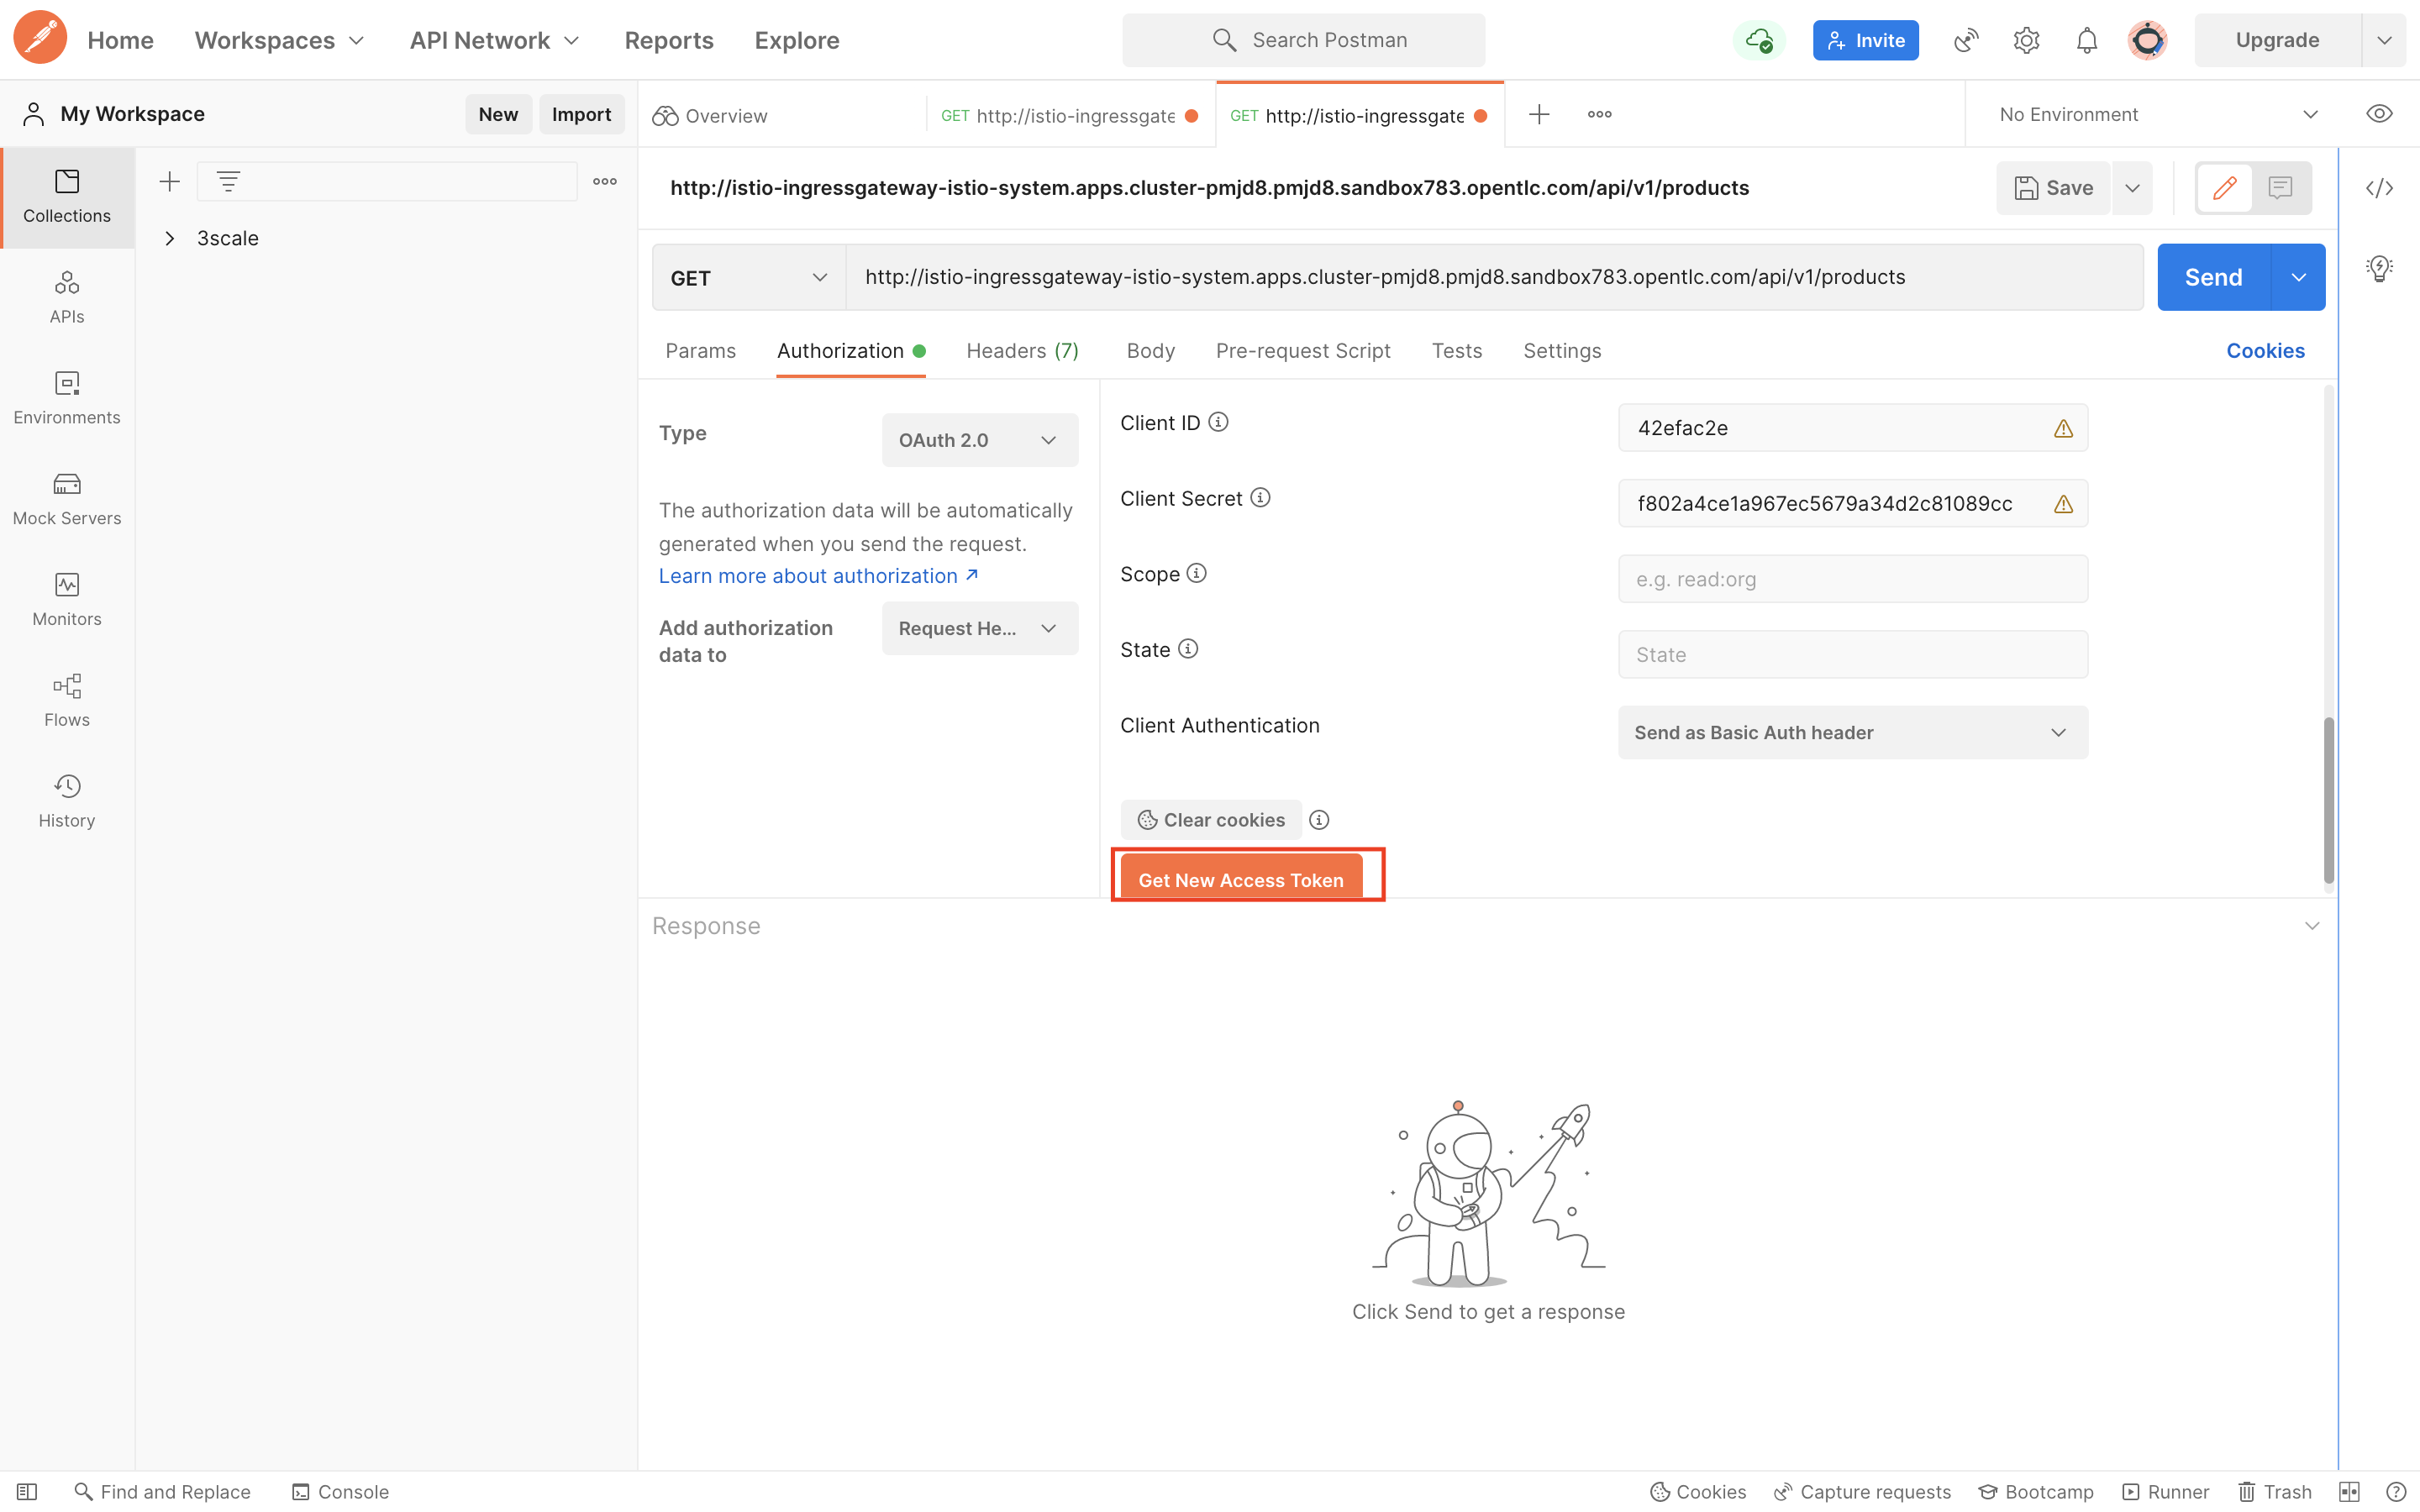 Home Workspaces API Network Reports Explore Search Postman Invite Upgrade
My Workspace New Import Overview GET http://istio-ingressgate GET http://istio-ingressgate No Environment
Collections
3scale
APIs
Environments
Mock Servers
Monitors
Flows
History
http://istio-ingressgateway-istio-system.apps.cluster-pmjd8.pmjd8.sandbox783.opentlc.com/api/v1/products Save
GET http://istio-ingressgateway-istio-system.apps.cluster-pmjd8.pmjd8.sandbox783.opentlc.com/api/v1/products Send
Params Authorization Headers (7) Body Pre-request Script Tests Settings Cookies
Type OAuth 2.0
The authorization data will be automatically
generated when you send the request.
Learn more about authorization ↗
Add authorization
data to
Request He...
Client ID 42efac2e
Client Secret f802a4ce1a967ec5679a34d2c81089cc
Scope e.g. read:org
State State
Client Authentication Send as Basic Auth header
Clear cookies
Get New Access Token
Response
Click Send to get a response
Find and Replace Console Cookies Capture requests Bootcamp Runner Trash